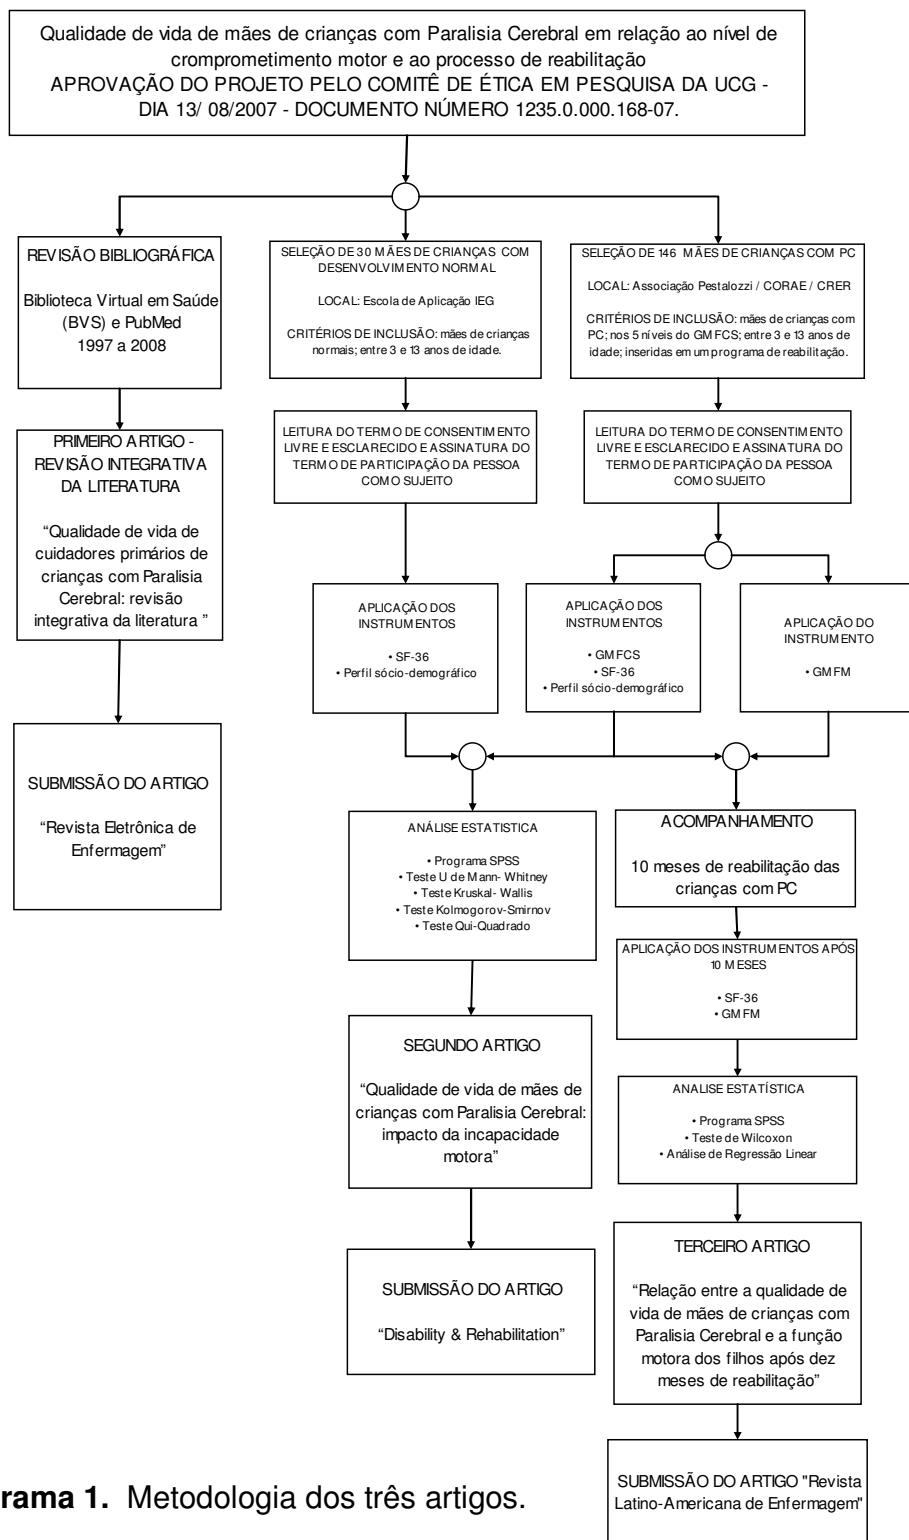 Qualidade de vida de mães de crianças com Paralisia Cerebral em relação ao nível de
cromprometimento motor e ao processo de reabilitação
APROVAÇÃO DO PROJETO PELO COMITÊ DE ÉTICA EM PESQUISA DA UCG -
DIA 13/ 08/2007 - DOCUMENTO NÚMERO 1235.0.000.168-07.
REVISÃO BIBLIOGRÁFICA
Biblioteca Virtual em Saúde
(BVS) e PubMed
1997 a 2008
SELEÇÃO DE 30 MÃES DE CRIANÇAS COM
DESENVOLVIMENTO NORMAL
LOCAL: Escola de Aplicação IEG
CRITÉRIOS DE INCLUSÃO: mães de crianças
normais; entre 3 e 13 anos de idade.
SELEÇÃO DE 146 MÃES DE CRIANÇAS COM PC
LOCAL: Associação Pestalozzi / CORAE / CRER
CRITÉRIOS DE INCLUSÃO: mães de crianças com
PC; nos 5 níveis do GMFCS; entre 3 e 13 anos de
idade; inseridas em um programa de reabilitação.
PRIMEIRO ARTIGO -
REVISÃO INTEGRATIVA
DA LITERATURA
“Qualidade de vida de
cuidadores primários de
crianças com Paralisia
Cerebral: revisão
integrativa da literatura ”
LEITURA DO TERMO DE CONSENTIMENTO
LIVRE E ESCLARECIDO E ASSINATURA DO
TERMO DE PARTICIPAÇÃO DA PESSOA
COMO SUJEITO
LEITURA DO TERMO DE CONSENTIMENTO
LIVRE E ESCLARECIDO E ASSINATURA DO
TERMO DE PARTICIPAÇÃO DA PESSOA
COMO SUJEITO
APLICAÇÃO DOS
INSTRUMENTOS
• SF-36
• Perfil sócio-demográfico
APLICAÇÃO DOS
INSTRUMENTOS
• GMFCS
• SF-36
• Perfil sócio-demográfico
APLICAÇÃO DO
INSTRUMENTO
• GMFM
SUBMISSÃO DO ARTIGO
“Revista Eletrônica de
Enfermagem”
ANÁLISE ESTATISTICA
• Programa SPSS
• Teste U de Mann- Whitney
• Teste Kruskal- Wallis
• Teste Kolmogorov-Smirnov
• Teste Qui-Quadrado
ACOMPANHAMENTO
10 meses de reabilitação das
crianças com PC
APLICAÇÃO DOS INSTRUMENTOS APÓS
10 MESES
• SF-36
• GMFM
SEGUNDO ARTIGO
“Qualidade de vida de mães de
crianças com Paralisia Cerebral:
impacto da incapacidade
motora”
ANALISE ESTATÍSTICA
• Programa SPSS
• Teste de Wilcoxon
• Análise de Regressão Linear
SUBMISSÃO DO ARTIGO
“Disability & Rehabilitation”
TERCEIRO ARTIGO
“Relação entre a qualidade de
vida de mães de crianças com
Paralisia Cerebral e a função
motora dos filhos após dez
meses de reabilitação”
SUBMISSÃO DO ARTIGO "Revista
Latino-Americana de Enfermagem"
rama 1. Metodologia dos três artigos.